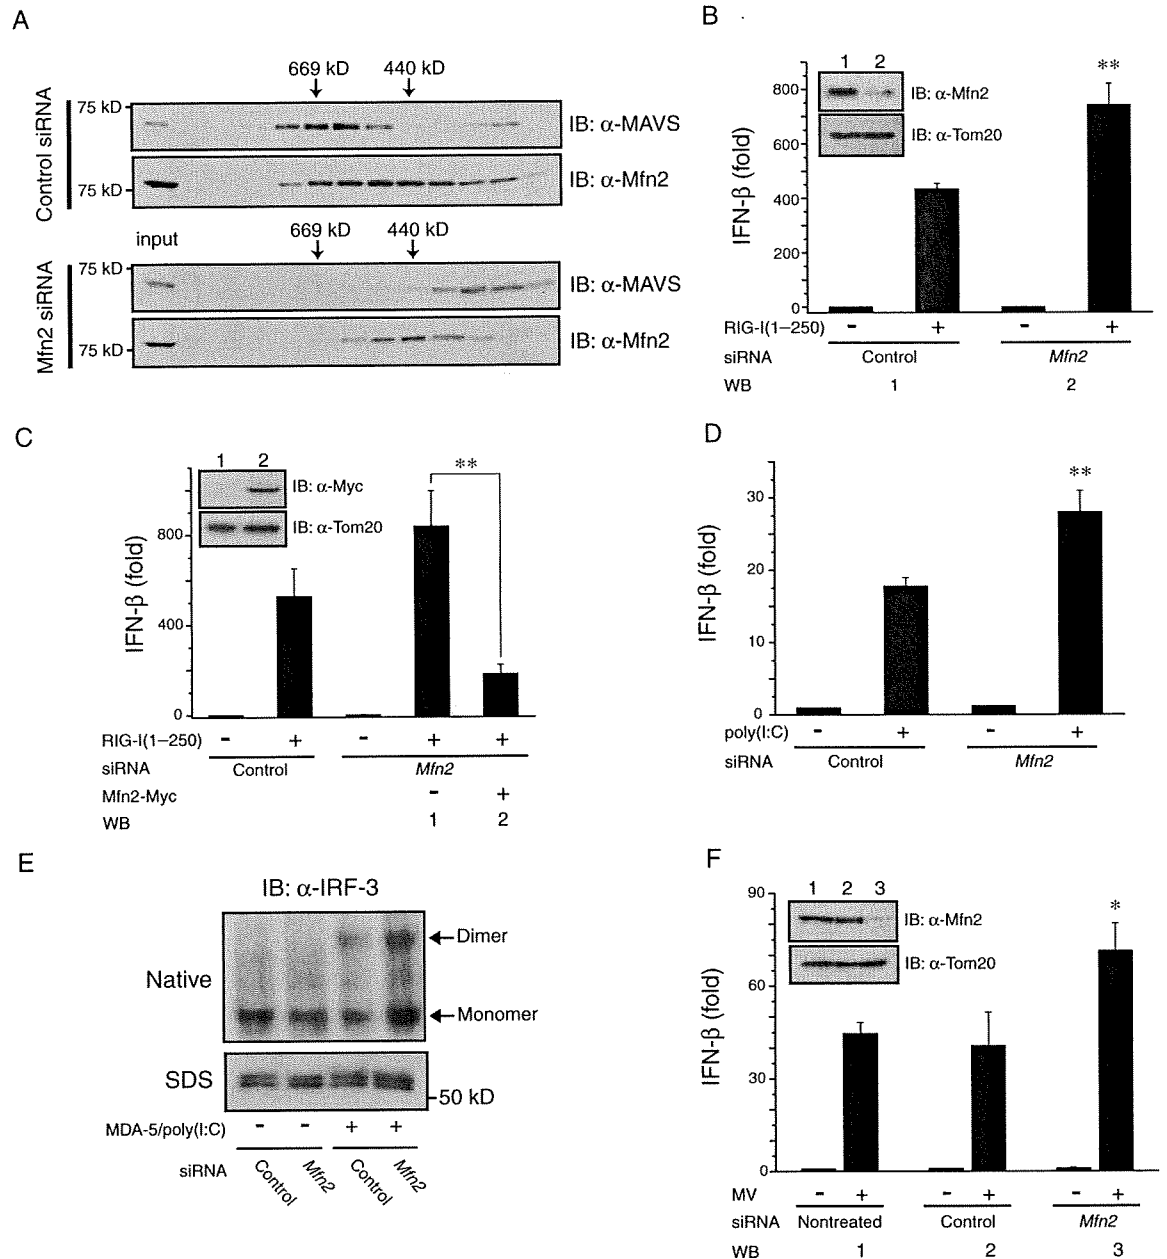 A
669 kD 440 kD
Control siRNA
75 kD
IB: α-MAVS
75 kD
IB: α-Mfn2
input
669 kD 440 kD
Mfn2 siRNA
75 kD
IB: α-MAVS
75 kD
IB: α-Mfn2
B
IFN-β (fold)
800
600
400
200
0
1 2
IB: α-Mfn2
IB: α-Tom20
**
RIG-I(1–250) - + - +
siRNA Control Mfn2
WB 1 2
C
IFN-β (fold)
800
400
0
1 2
IB: α-Myc
IB: α-Tom20
**
RIG-I(1–250) - + - + +
siRNA Control Mfn2
Mfn2-Myc - +
WB 1 2
D
IFN-β (fold)
30
20
10
0
**
poly(I:C) - + - +
siRNA Control Mfn2
E
IB: α-IRF-3
Native
Dimer
Monomer
SDS
50 kD
MDA-5/poly(I:C) - - + +
siRNA Control Mfn2 Control Mfn2
F
IFN-β (fold)
90
60
30
0
1 2 3
IB: α-Mfn2
IB: α-Tom20
*
MV - + - + - +
siRNA Nontreated Control Mfn2
WB 1 2 3